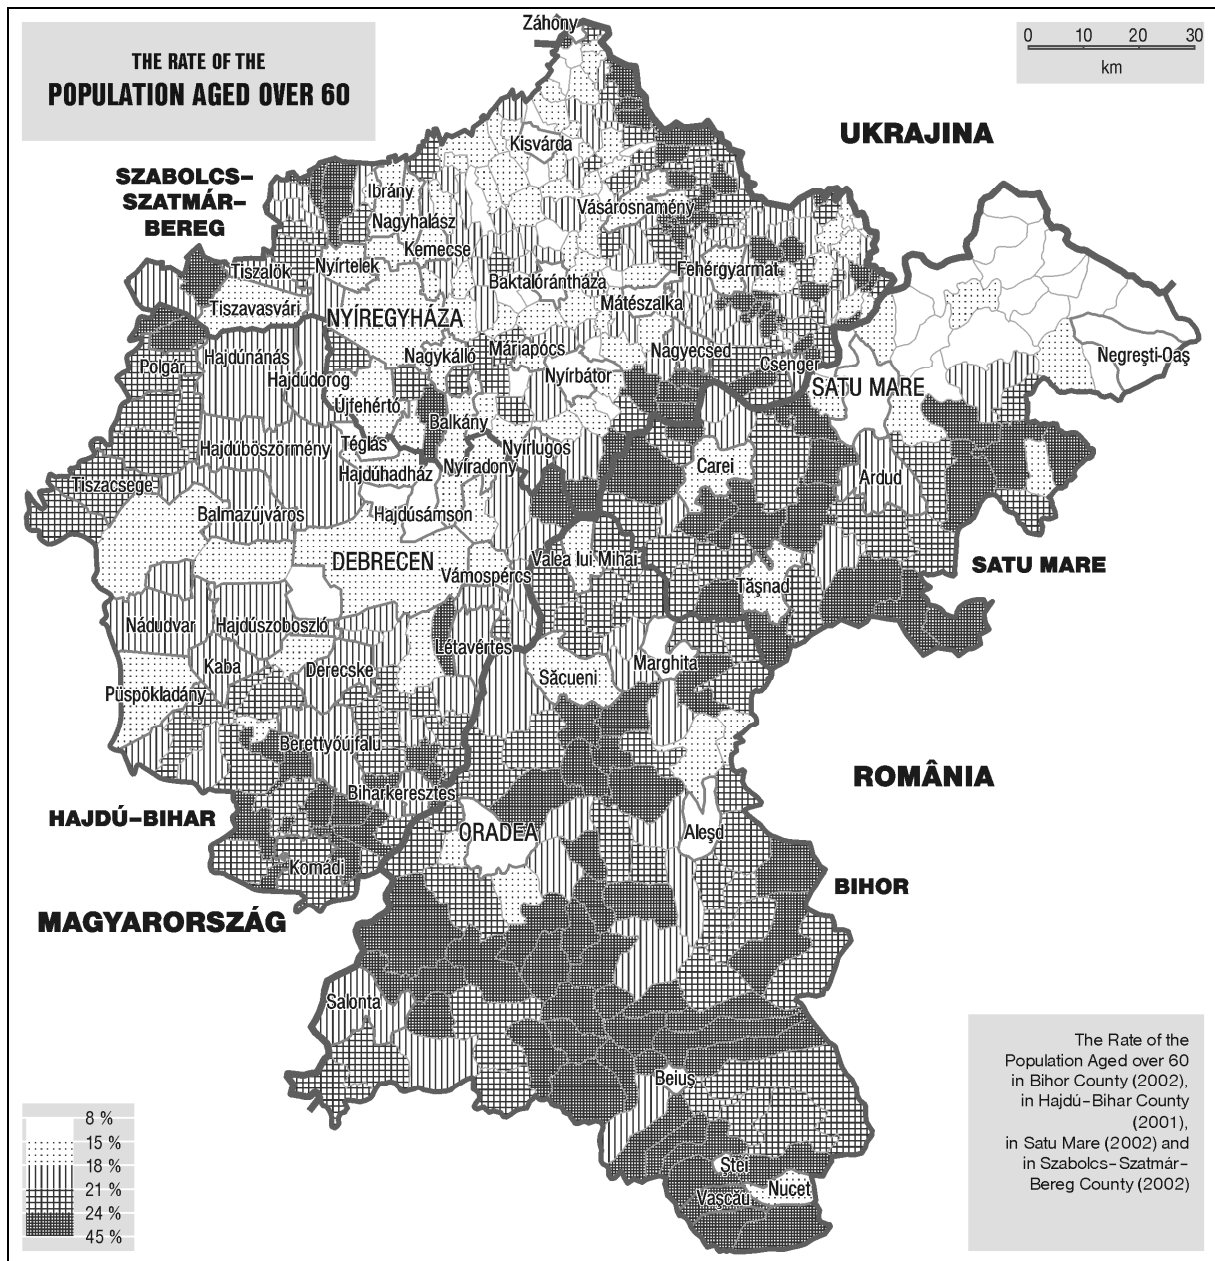 THE RATE OF THE
POPULATION AGED OVER 60
Záhony
0 10 20 30
km
UKRAJINA
Kisvárda
SZABOLCS–
SZATMÁR–
BEREG
Ibrány
Nagyhalász
Vásárosnamény
Kemecse
Tiszalök
Nyírtelek
Baktalórántháza
Fehérgyarmat
Tiszavasvári
Mátészalka
NYÍREGYHÁZA
Polgár
Hajdúnánás
Nagykálló
Máriapócs
Nagyecsed
Csenger
Negreşti-Oaş
Hajdúdorog
Nyírbátor
SATU MARE
Újfehértó
Balkány
Téglás
Hajdúböszörmény
Nyírlugos
Nyíradony
Carei
Ardud
Hajdúhadház
Tiszacsege
Balmazújváros
Hajdúsámson
DEBRECEN
Valea lui Mihai
SATU MARE
Vámospércs
Tăşnad
Nádudvar
Hajdúszoboszló
Létavértes
Kaba
Derecske
Săcueni
Marghita
Püspökladány
Berettyóújfalu
ROMÂNIA
Biharkeresztes
HAJDÚ–BIHAR
ORADEA
Aleşd
Komádi
BIHOR
MAGYARORSZÁG
Salonta
The Rate of the
Population Aged over 60
in Bihor County (2002),
in Hajdú–Bihar County
(2001),
in Satu Mare (2002) and
in Szabolcs–Szatmár–
Bereg County (2002)
Beiuş
8 %
15 %
18 %
21 %
24 %
45 %
Ştei
Nucet
Vaşcău